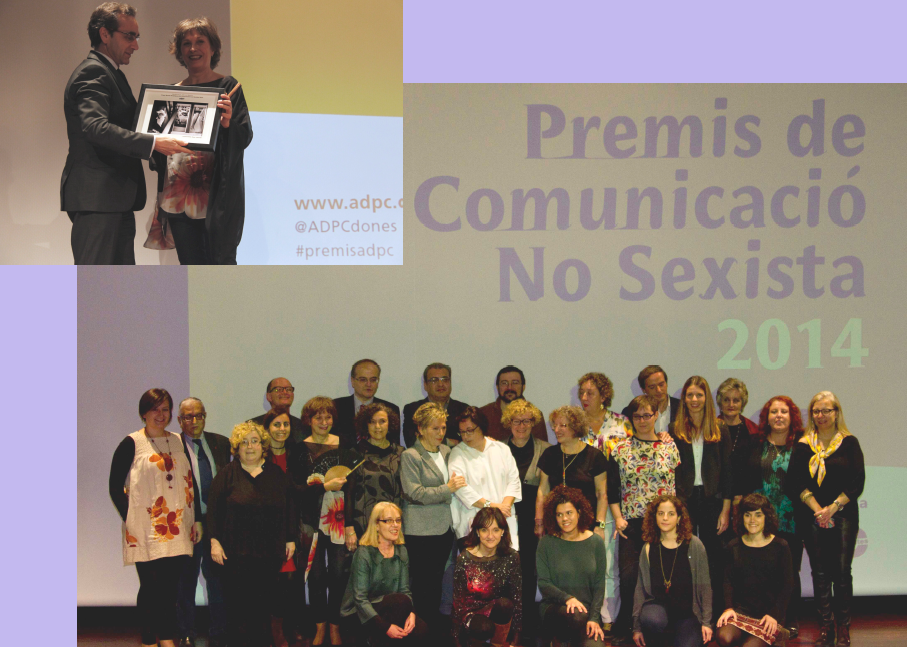 www.adpc.c
@ADPCdones
#premisadpc
Premis de
Comunicació
No Sexista
2014